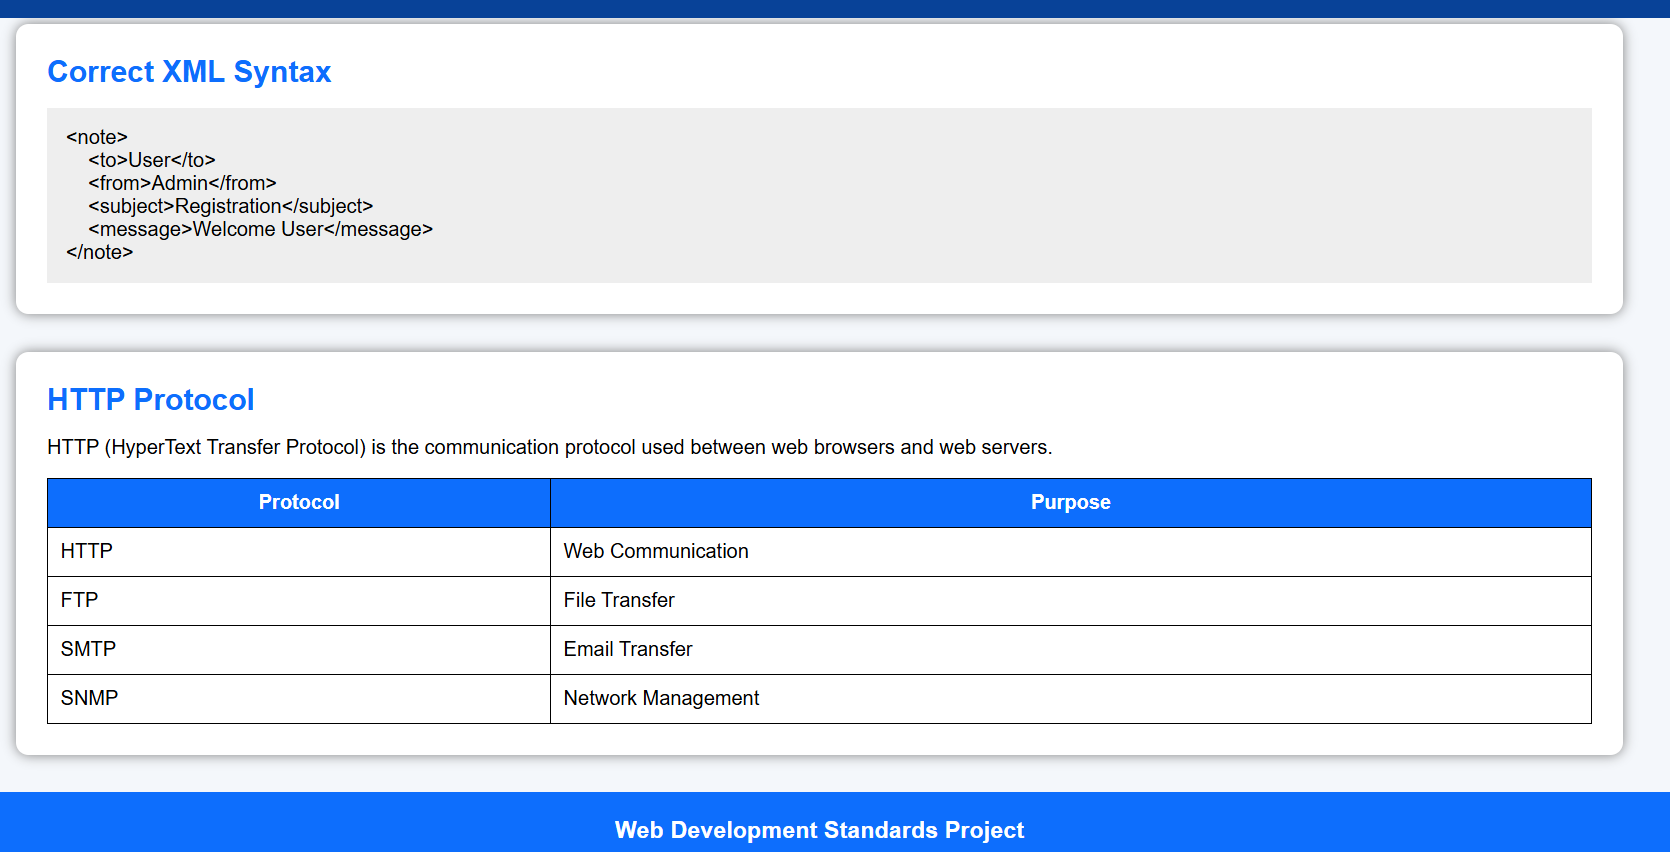 Correct XML Syntax
<note>
<to>User</to>
<from>Admin</from>
<subject>Registration</subject>
<message>Welcome User</message>
</note>
HTTP Protocol
HTTP (HyperText Transfer Protocol) is the communication protocol used between web browsers and web servers.
Protocol Purpose
HTTP Web Communication
FTP File Transfer
SMTP Email Transfer
SNMP Network Management
Web Development Standards Project